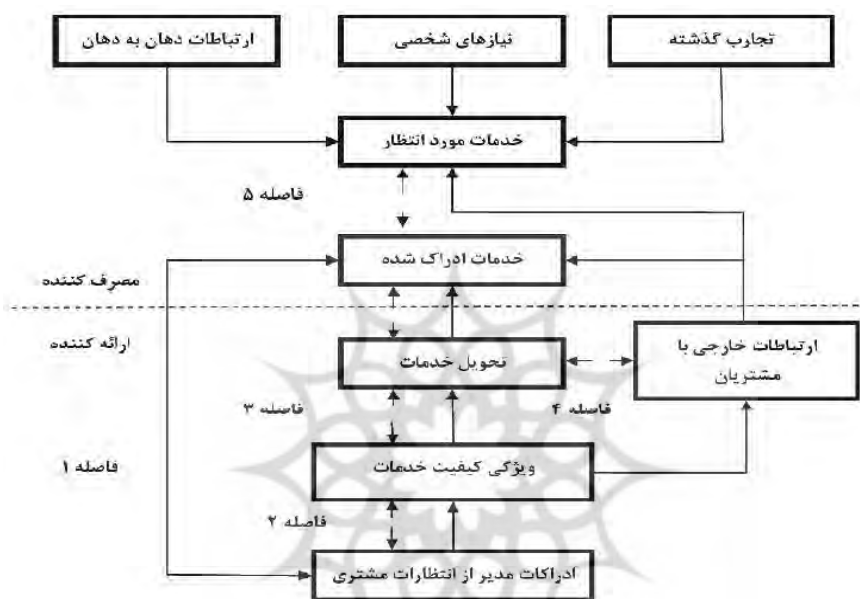 تجارب گذشته
نیازهای شخصی
ارتباطات دهان به دهان
خدمات مورد انتظار
فاصله ۵
خدمات ادراک شده
مصرف کننده
ارائه کننده
ارتباطات خارجی با
مشتریان
تحویل خدمات
فاصله ۴
فاصله ۳
فاصله ۱
ویژگی کیفیت خدمات
فاصله ۲
ادراکات مدیر از انتظارات مشتری